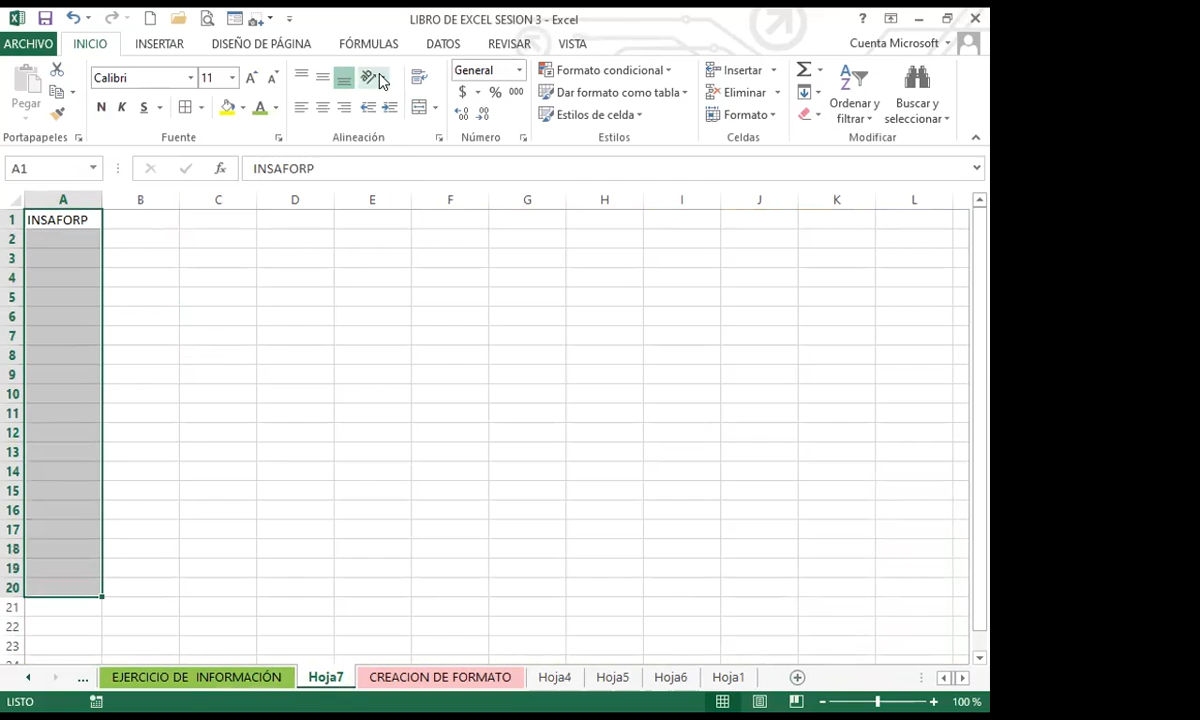 LIBRO DE EXCEL SESION 3 - Excel
?
ARCHIVO INICIO INSERTAR DISEÑO DE PÁGINA FÓRMULAS DATOS REVISAR VISTA Cuenta Microsoft
Pegar
Calibri 11
N K S
General
$ % 000
Formato condicional
Dar formato como tabla
Estilos de celda
Insertar
Eliminar
Formato
Ordenar y filtrar
Buscar y seleccionar
Portapapeles Fuente Alineación Número Estilos Celdas Modificar
A1 fx INSAFORP
A B C D E F G H I J K L
1 INSAFORP
2
3
4
5
6
7
8
9
10
11
12
13
14
15
16
17
18
19
20
21
22
23
... EJERCICIO DE INFORMACIÓN Hoja7 CREACION DE FORMATO Hoja4 Hoja5 Hoja6 Hoja1
LISTO 100 %